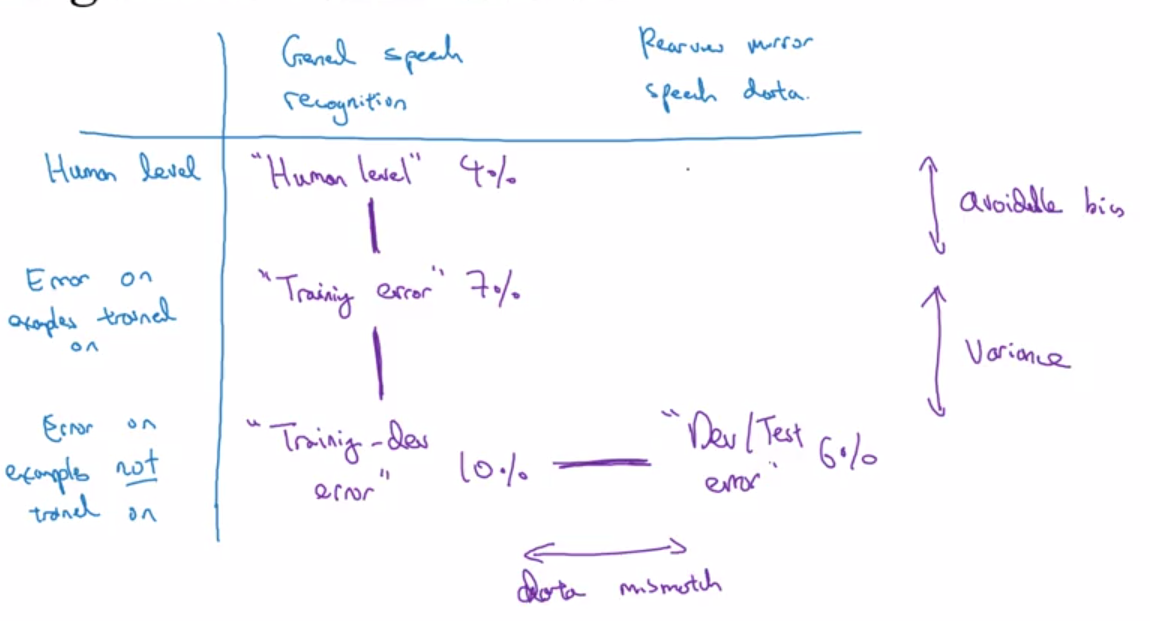 General speech
recognition
Rearview mirror
speech data.
Human level
"Human level" 4%
avoidable bias
Error on
examples trained
on
"Training error" 7%
Variance
Error on
examples not
trained on
"Training-dev
error" 10%
"Dev/Test
error" 6%
data mismatch